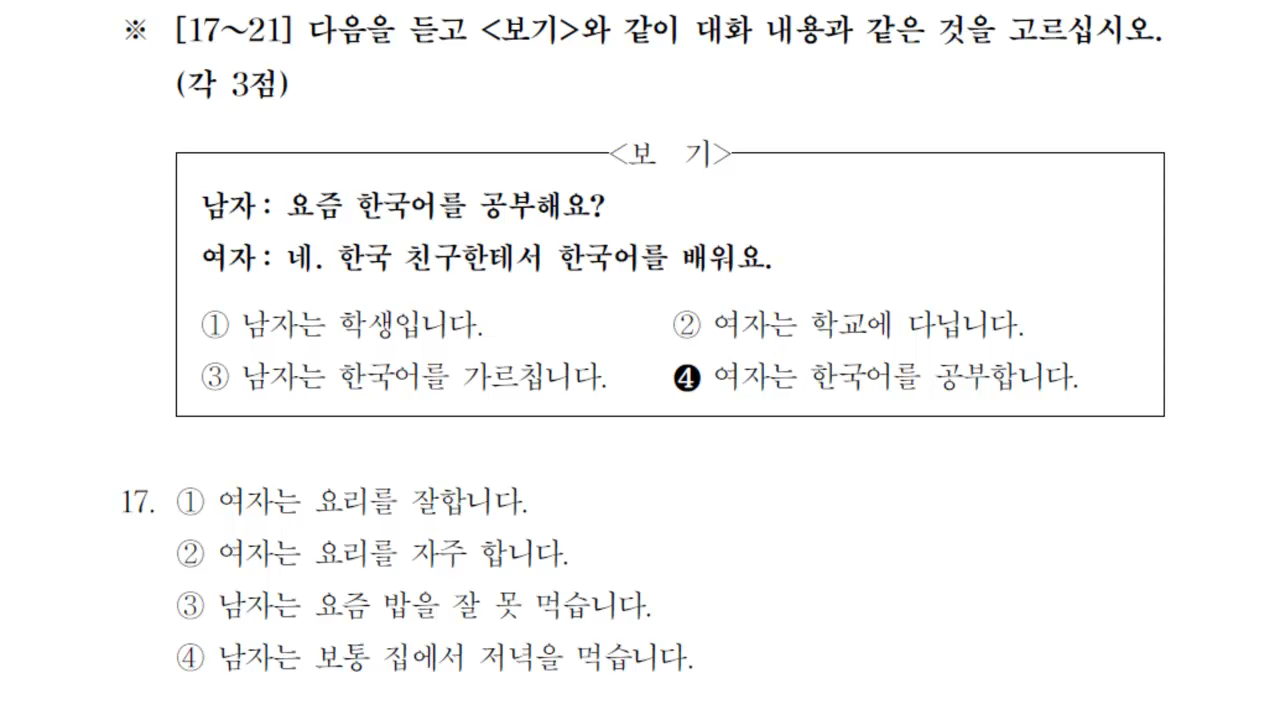 ※ [17～21] 다음을 듣고 <보기>와 같이 대화 내용과 같은 것을 고르십시오.
(각 3점)
<보 기>
남자: 요즘 한국어를 공부해요?
여자: 네. 한국 친구한테서 한국어를 배워요.
① 남자는 학생입니다. ② 여자는 학교에 다닙니다.
③ 남자는 한국어를 가르칩니다. ❹ 여자는 한국어를 공부합니다.
17. ① 여자는 요리를 잘합니다.
② 여자는 요리를 자주 합니다.
③ 남자는 요즘 밥을 잘 못 먹습니다.
④ 남자는 보통 집에서 저녁을 먹습니다.